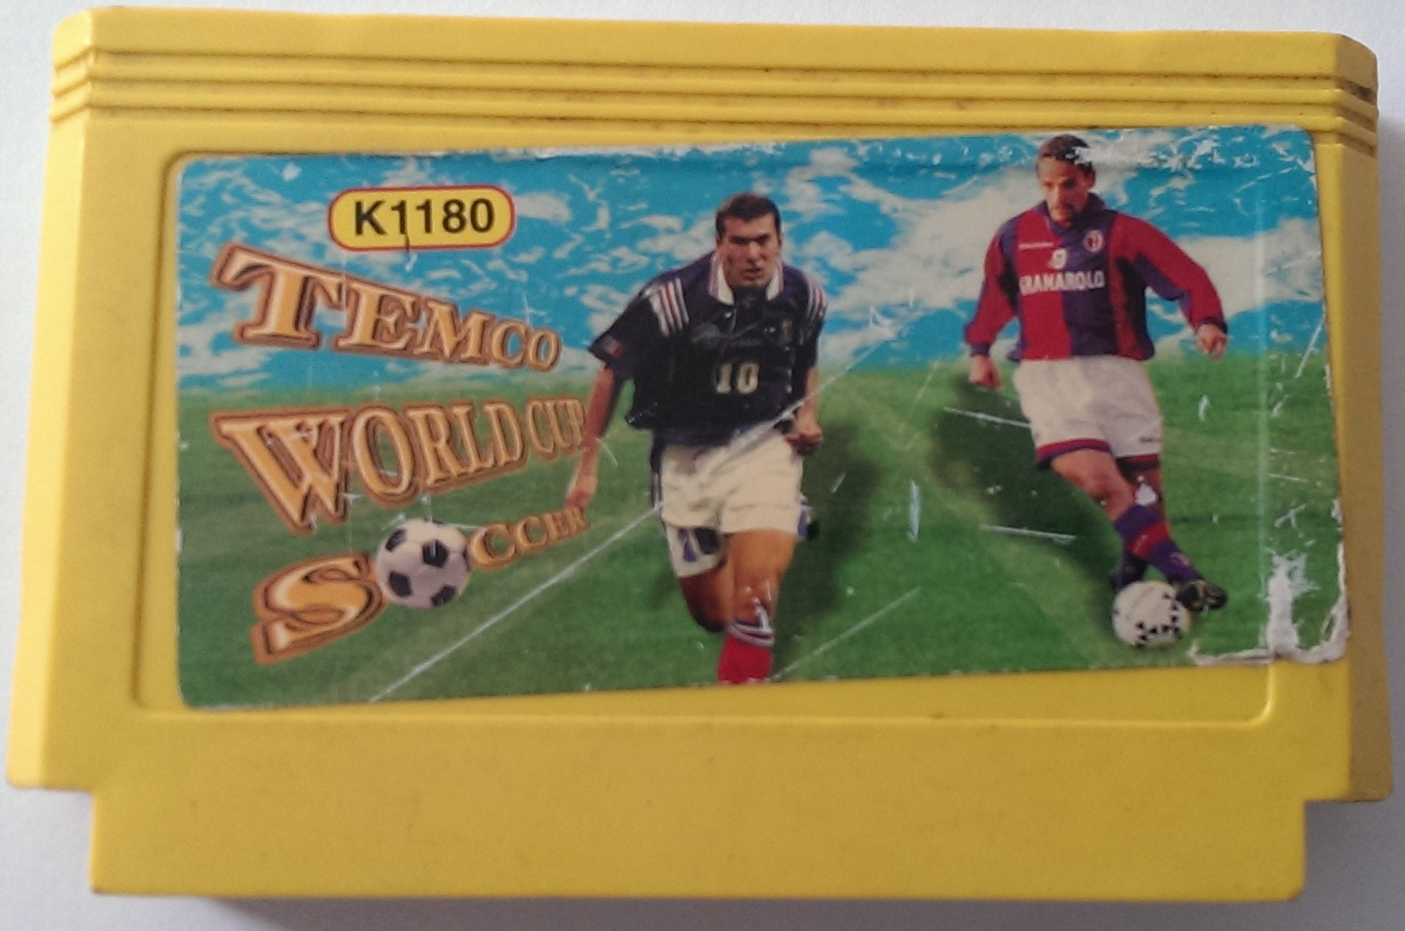 K1180
TEMCO
WORLD CUP
SOCCER
10
GRANAROLO